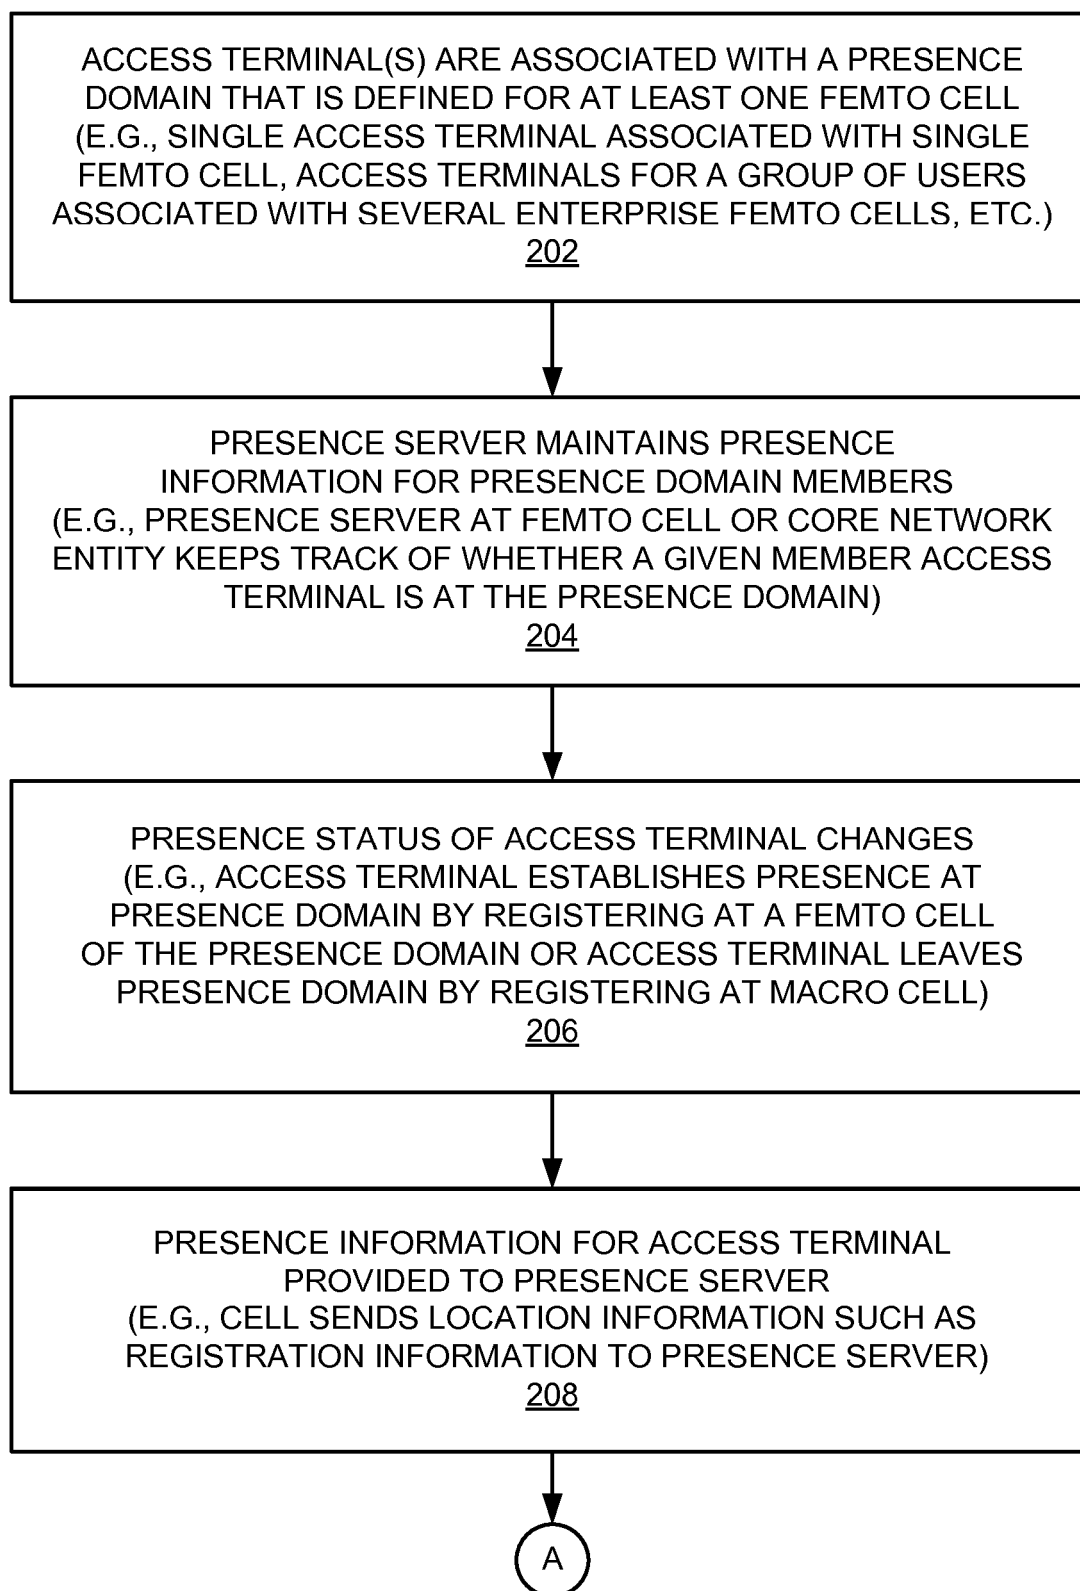 ACCESS TERMINAL(S) ARE ASSOCIATED WITH A PRESENCE
DOMAIN THAT IS DEFINED FOR AT LEAST ONE FEMTO CELL
(E.G., SINGLE ACCESS TERMINAL ASSOCIATED WITH SINGLE
FEMTO CELL, ACCESS TERMINALS FOR A GROUP OF USERS
ASSOCIATED WITH SEVERAL ENTERPRISE FEMTO CELLS, ETC.)
202
PRESENCE SERVER MAINTAINS PRESENCE
INFORMATION FOR PRESENCE DOMAIN MEMBERS
(E.G., PRESENCE SERVER AT FEMTO CELL OR CORE NETWORK
ENTITY KEEPS TRACK OF WHETHER A GIVEN MEMBER ACCESS
TERMINAL IS AT THE PRESENCE DOMAIN)
204
PRESENCE STATUS OF ACCESS TERMINAL CHANGES
(E.G., ACCESS TERMINAL ESTABLISHES PRESENCE AT
PRESENCE DOMAIN BY REGISTERING AT A FEMTO CELL
OF THE PRESENCE DOMAIN OR ACCESS TERMINAL LEAVES
PRESENCE DOMAIN BY REGISTERING AT MACRO CELL)
206
PRESENCE INFORMATION FOR ACCESS TERMINAL
PROVIDED TO PRESENCE SERVER
(E.G., CELL SENDS LOCATION INFORMATION SUCH AS
REGISTRATION INFORMATION TO PRESENCE SERVER)
208
A